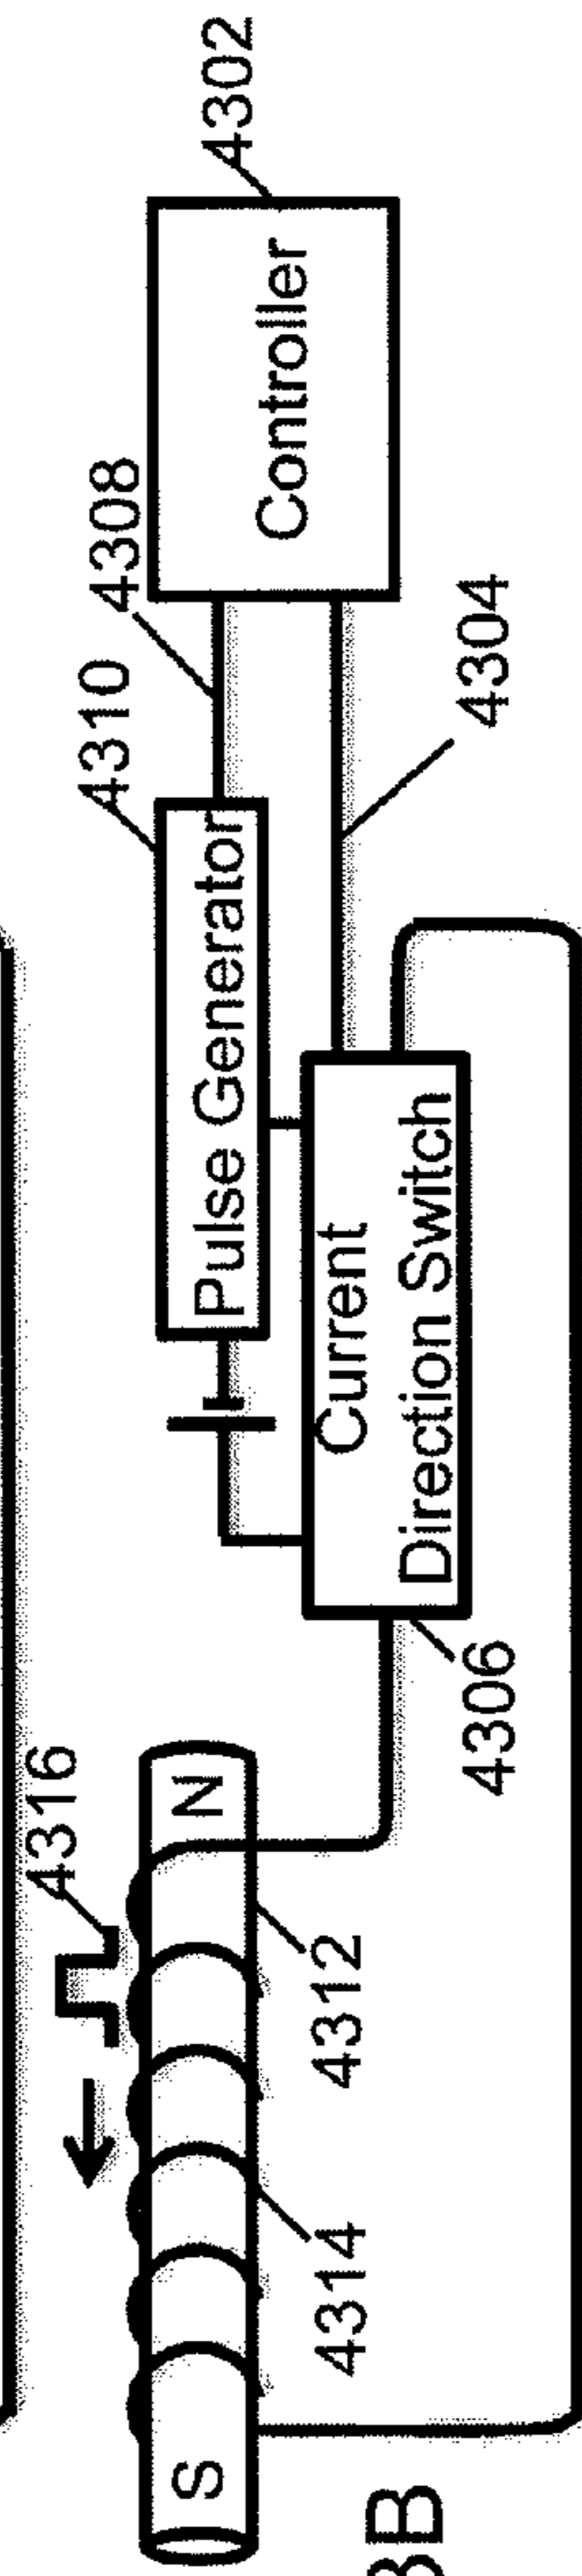 4302
Controller
4308
4310
Pulse Generator
4304
Current
Direction Switch
4306
4316
N
4312
4314
S
3B